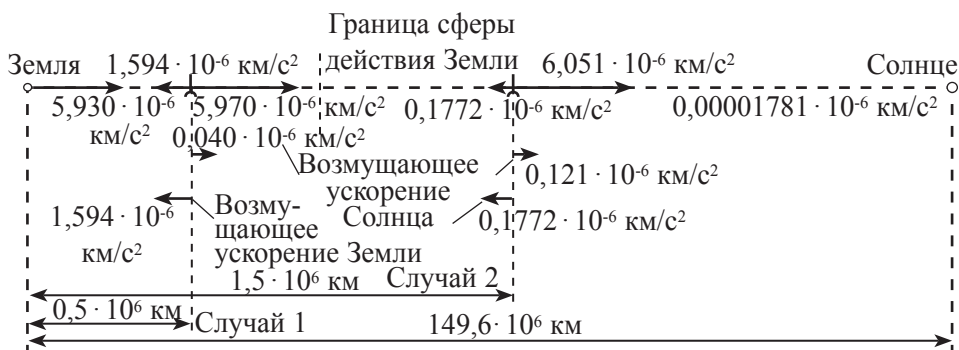 Граница сферы
действия Земли
Земля 1,594 · 10⁻⁶ км/с² 6,051 · 10⁻⁶ км/с² Солнце
5,930 · 10⁻⁶ 5,970 · 10⁻⁶ км/с² 0,1772 · 10⁻⁶ км/с² 0,00001781 · 10⁻⁶ км/с²
км/с² 0,040 · 10⁻⁶ км/с²
Возмущающее
ускорение
Солнца
0,121 · 10⁻⁶ км/с²
1,594 · 10⁻⁶
км/с²
Возму-
щающее
ускорение Земли
0,1772 · 10⁻⁶
км/с²
1,5 · 10⁶ км Случай 2
0,5 · 10⁶ км Случай 1
149,6 · 10⁶ км